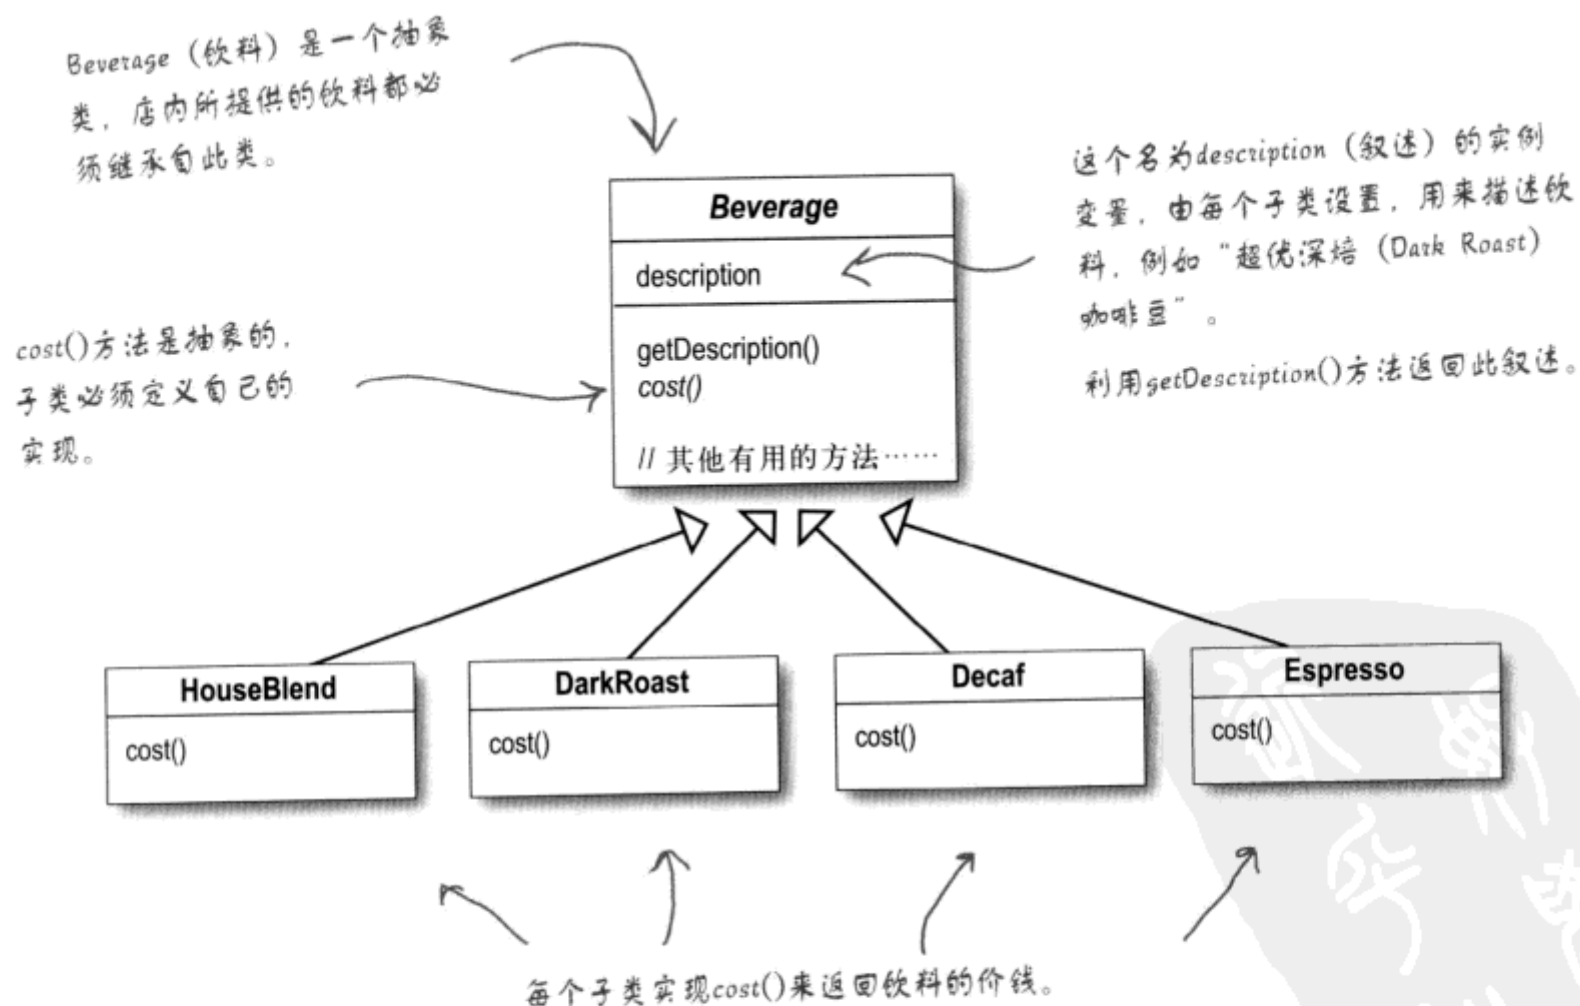 Beverage（饮料）是一个抽象
类，店内所提供的饮料都必
须继承自此类。
Beverage
description
getDescription()
cost()
// 其他有用的方法……
这个名为description（叙述）的实例
变量，由每个子类设置，用来描述饮
料，例如“超优深焙（Dark Roast）
咖啡豆”。
利用getDescription()方法返回此叙述。
cost()方法是抽象的，
子类必须定义自己的
实现。
HouseBlend
cost()
DarkRoast
cost()
Decaf
cost()
Espresso
cost()
每个子类实现cost()来返回饮料的价钱。